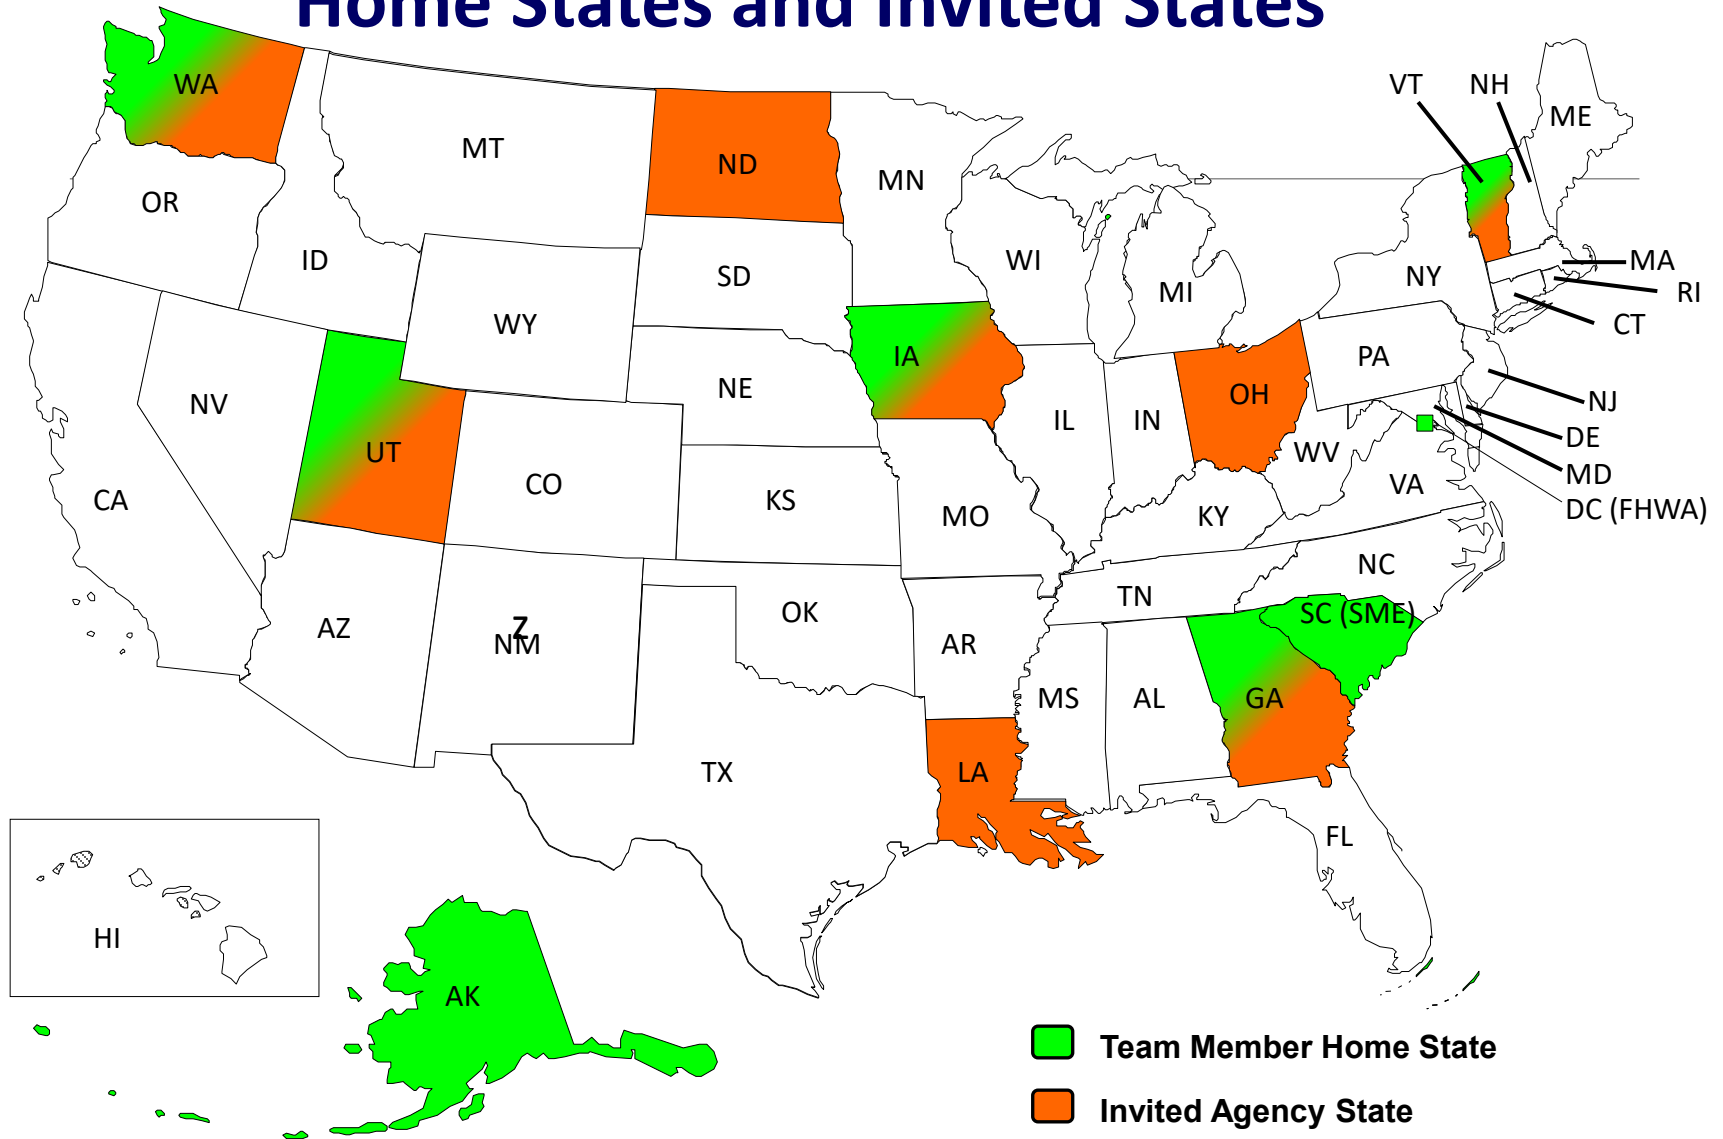 Home States and Invited States
WA
VT
NH
ME
MT
ND
MN
OR
ID
SD
WI
MI
NY
MA
RI
CT
WY
IA
PA
NE
OH
NJ
NV
IL
IN
DE
UT
WV
MD
CA
CO
KS
MO
KY
VA
DC (FHWA)
NC
TN
OK
SC (SME)
AZ
Z
NM
AR
MS
AL
GA
TX
LA
FL
HI
AK
Team Member Home State
Invited Agency State